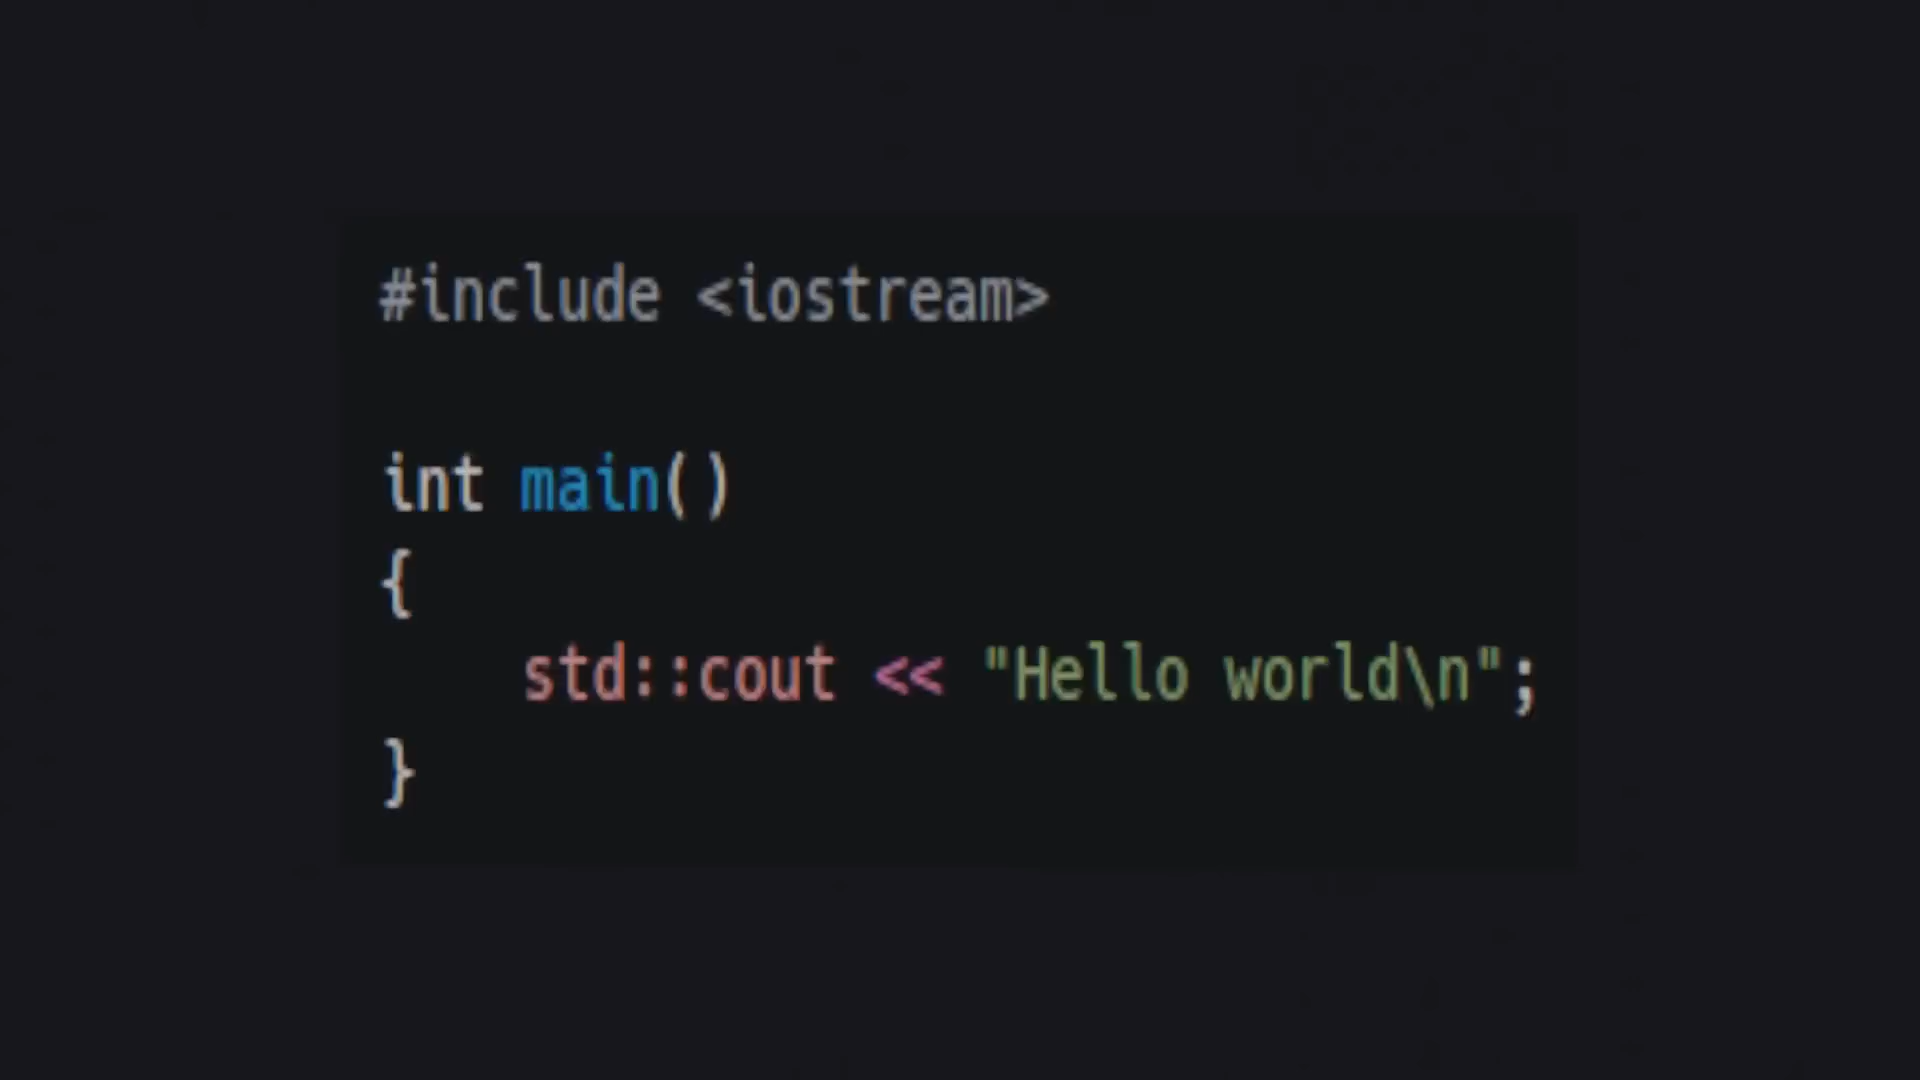 #include <iostream>
int main()
{
    std::cout << "Hello world\n";
}